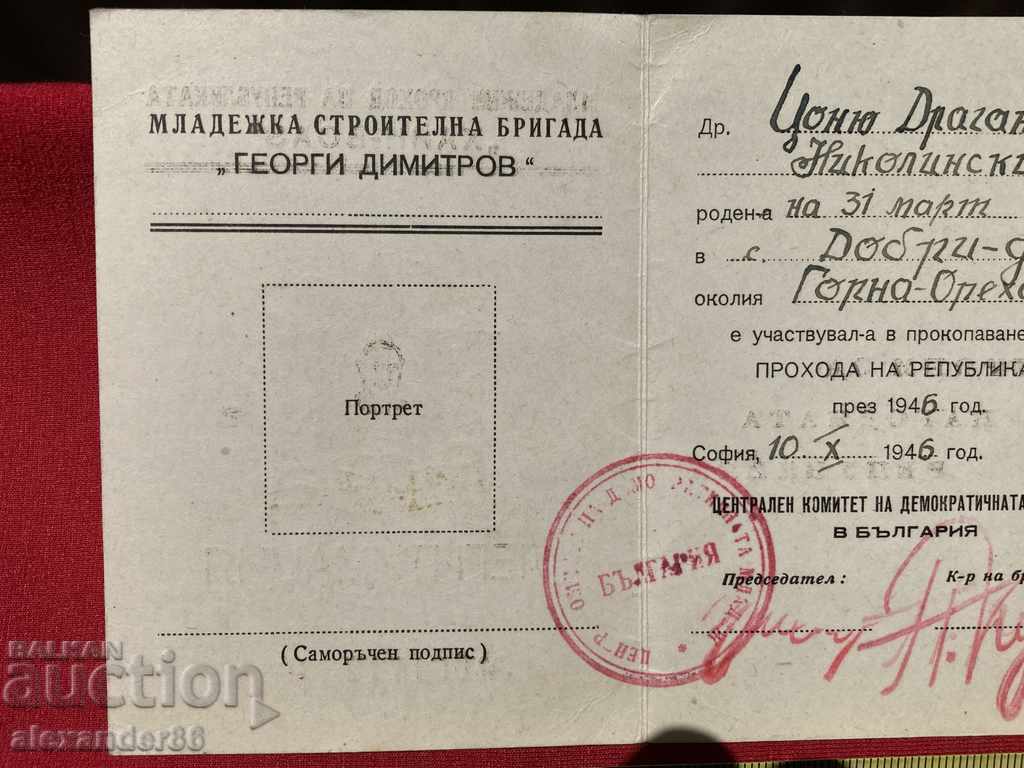 МЛАДЕЖКА СТРОИТЕЛНА БРИГАДА
„ГЕОРГИ ДИМИТРОВ“
Портрет
(Саморъчен подпис)
Др. Цоню Драган
Николински
роден-а на 31 март
в с. Добри-д
околия Горна-Орехо
е участвувал-а в прокопаване
ПРОХОДА НА РЕПУБЛИКА
през 1946 год.
София, 10 X 1946 год.
ЦЕНТРАЛЕН КОМИТЕТ НА ДЕМОКРАТИЧНАТА
В БЪЛГАРИЯ
Председател: К-р на бр
БЪЛГАРИЯ
BALKAN
auction
alexander86